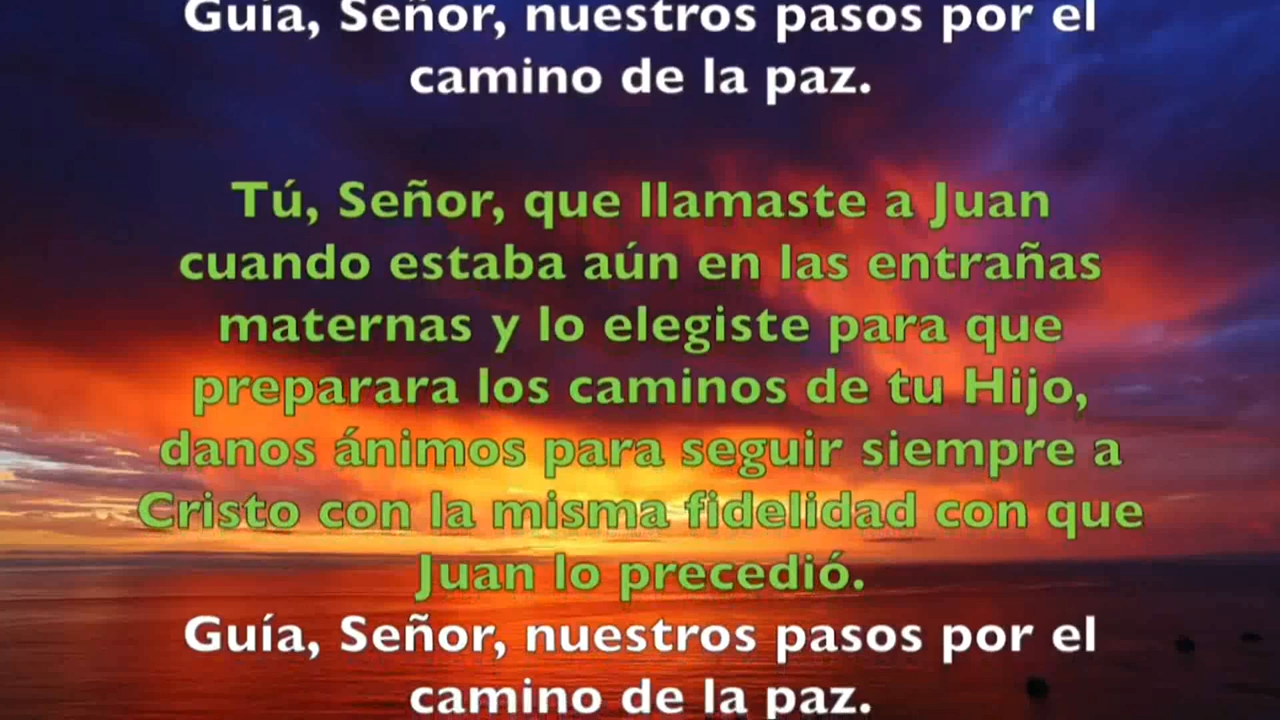 Guía, Señor, nuestros pasos por el
camino de la paz.
Tú, Señor, que llamaste a Juan
cuando estaba aún en las entrañas
maternas y lo elegiste para que
preparara los caminos de tu Hijo,
danos ánimos para seguir siempre a
Cristo con la misma fidelidad con que
Juan lo precedió.
Guía, Señor, nuestros pasos por el
camino de la paz.